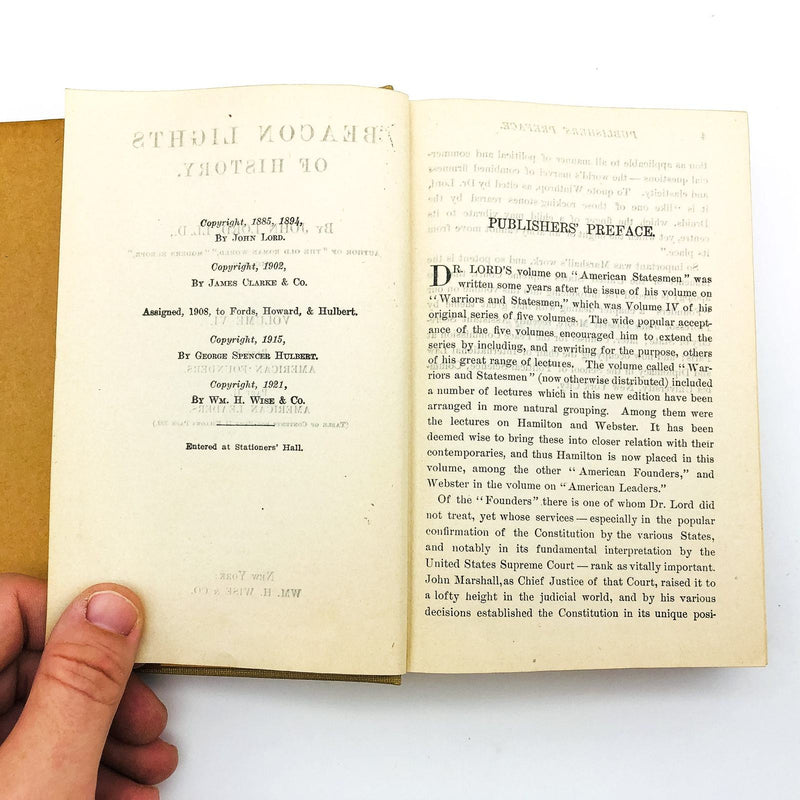 Copyright, 1885, 1894,
By John Lord.
Copyright, 1902,
By James Clarke & Co.
Assigned, 1908, to Fords, Howard, & Hulbert.
Copyright, 1915,
By George Spencer Hulbert.
Copyright, 1921,
By Wm. H. Wise & Co.
Entered at Stationers' Hall.
PUBLISHERS' PREFACE.
DR. LORD'S volume on "American Statesmen" was
written some years after the issue of his volume on
"Warriors and Statesmen," which was Volume IV of his
original series of five volumes. The wide popular accept-
ance of the five volumes encouraged him to extend the
series by including, and rewriting for the purpose, others
of his great range of lectures. The volume called "War-
riors and Statesmen" (now otherwise distributed) included
a number of lectures which in this new edition have been
arranged in more natural grouping. Among them were
the lectures on Hamilton and Webster. It has been
deemed wise to bring these into closer relation with their
contemporaries, and thus Hamilton is now placed in this
volume, among the other "American Founders," and
Webster in the volume on "American Leaders."
Of the "Founders" there is one of whom Dr. Lord did
not treat, yet whose services — especially in the popular
confirmation of the Constitution by the various States,
and notably in its fundamental interpretation by the
United States Supreme Court — rank as vitally important.
John Marshall, as Chief Justice of that Court, raised it to
a lofty height in the judicial world, and by his various
decisions established the Constitution in its unique posi-